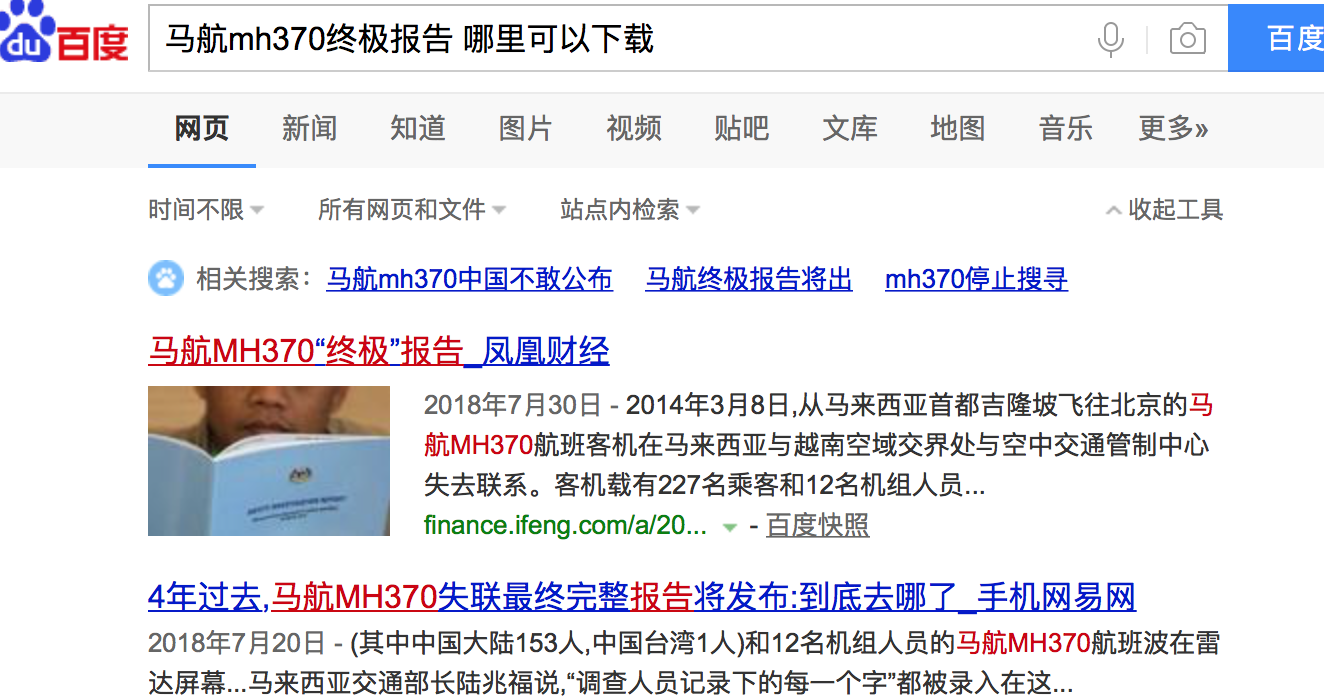 du 百度
马航mh370终极报告 哪里可以下载
百度
网页 新闻 知道 图片 视频 贴吧 文库 地图 音乐 更多»
时间不限 所有网页和文件 站点内检索 收起工具
相关搜索： 马航mh370中国不敢公布 马航终极报告将出 mh370停止搜寻
马航MH370“终极”报告_凤凰财经
2018年7月30日 - 2014年3月8日,从马来西亚首都吉隆坡飞往北京的马
航MH370航班客机在马来西亚与越南空域交界处与空中交通管制中心
失去联系。客机载有227名乘客和12名机组人员...
finance.ifeng.com/a/20... - 百度快照
4年过去,马航MH370失联最终完整报告将发布:到底去哪了_手机网易网
2018年7月20日 - (其中中国大陆153人,中国台湾1人)和12名机组人员的马航MH370航班波在雷
达屏幕...马来西亚交通部长陆兆福说,“调查人员记录下的每一个字”都被录入在这...